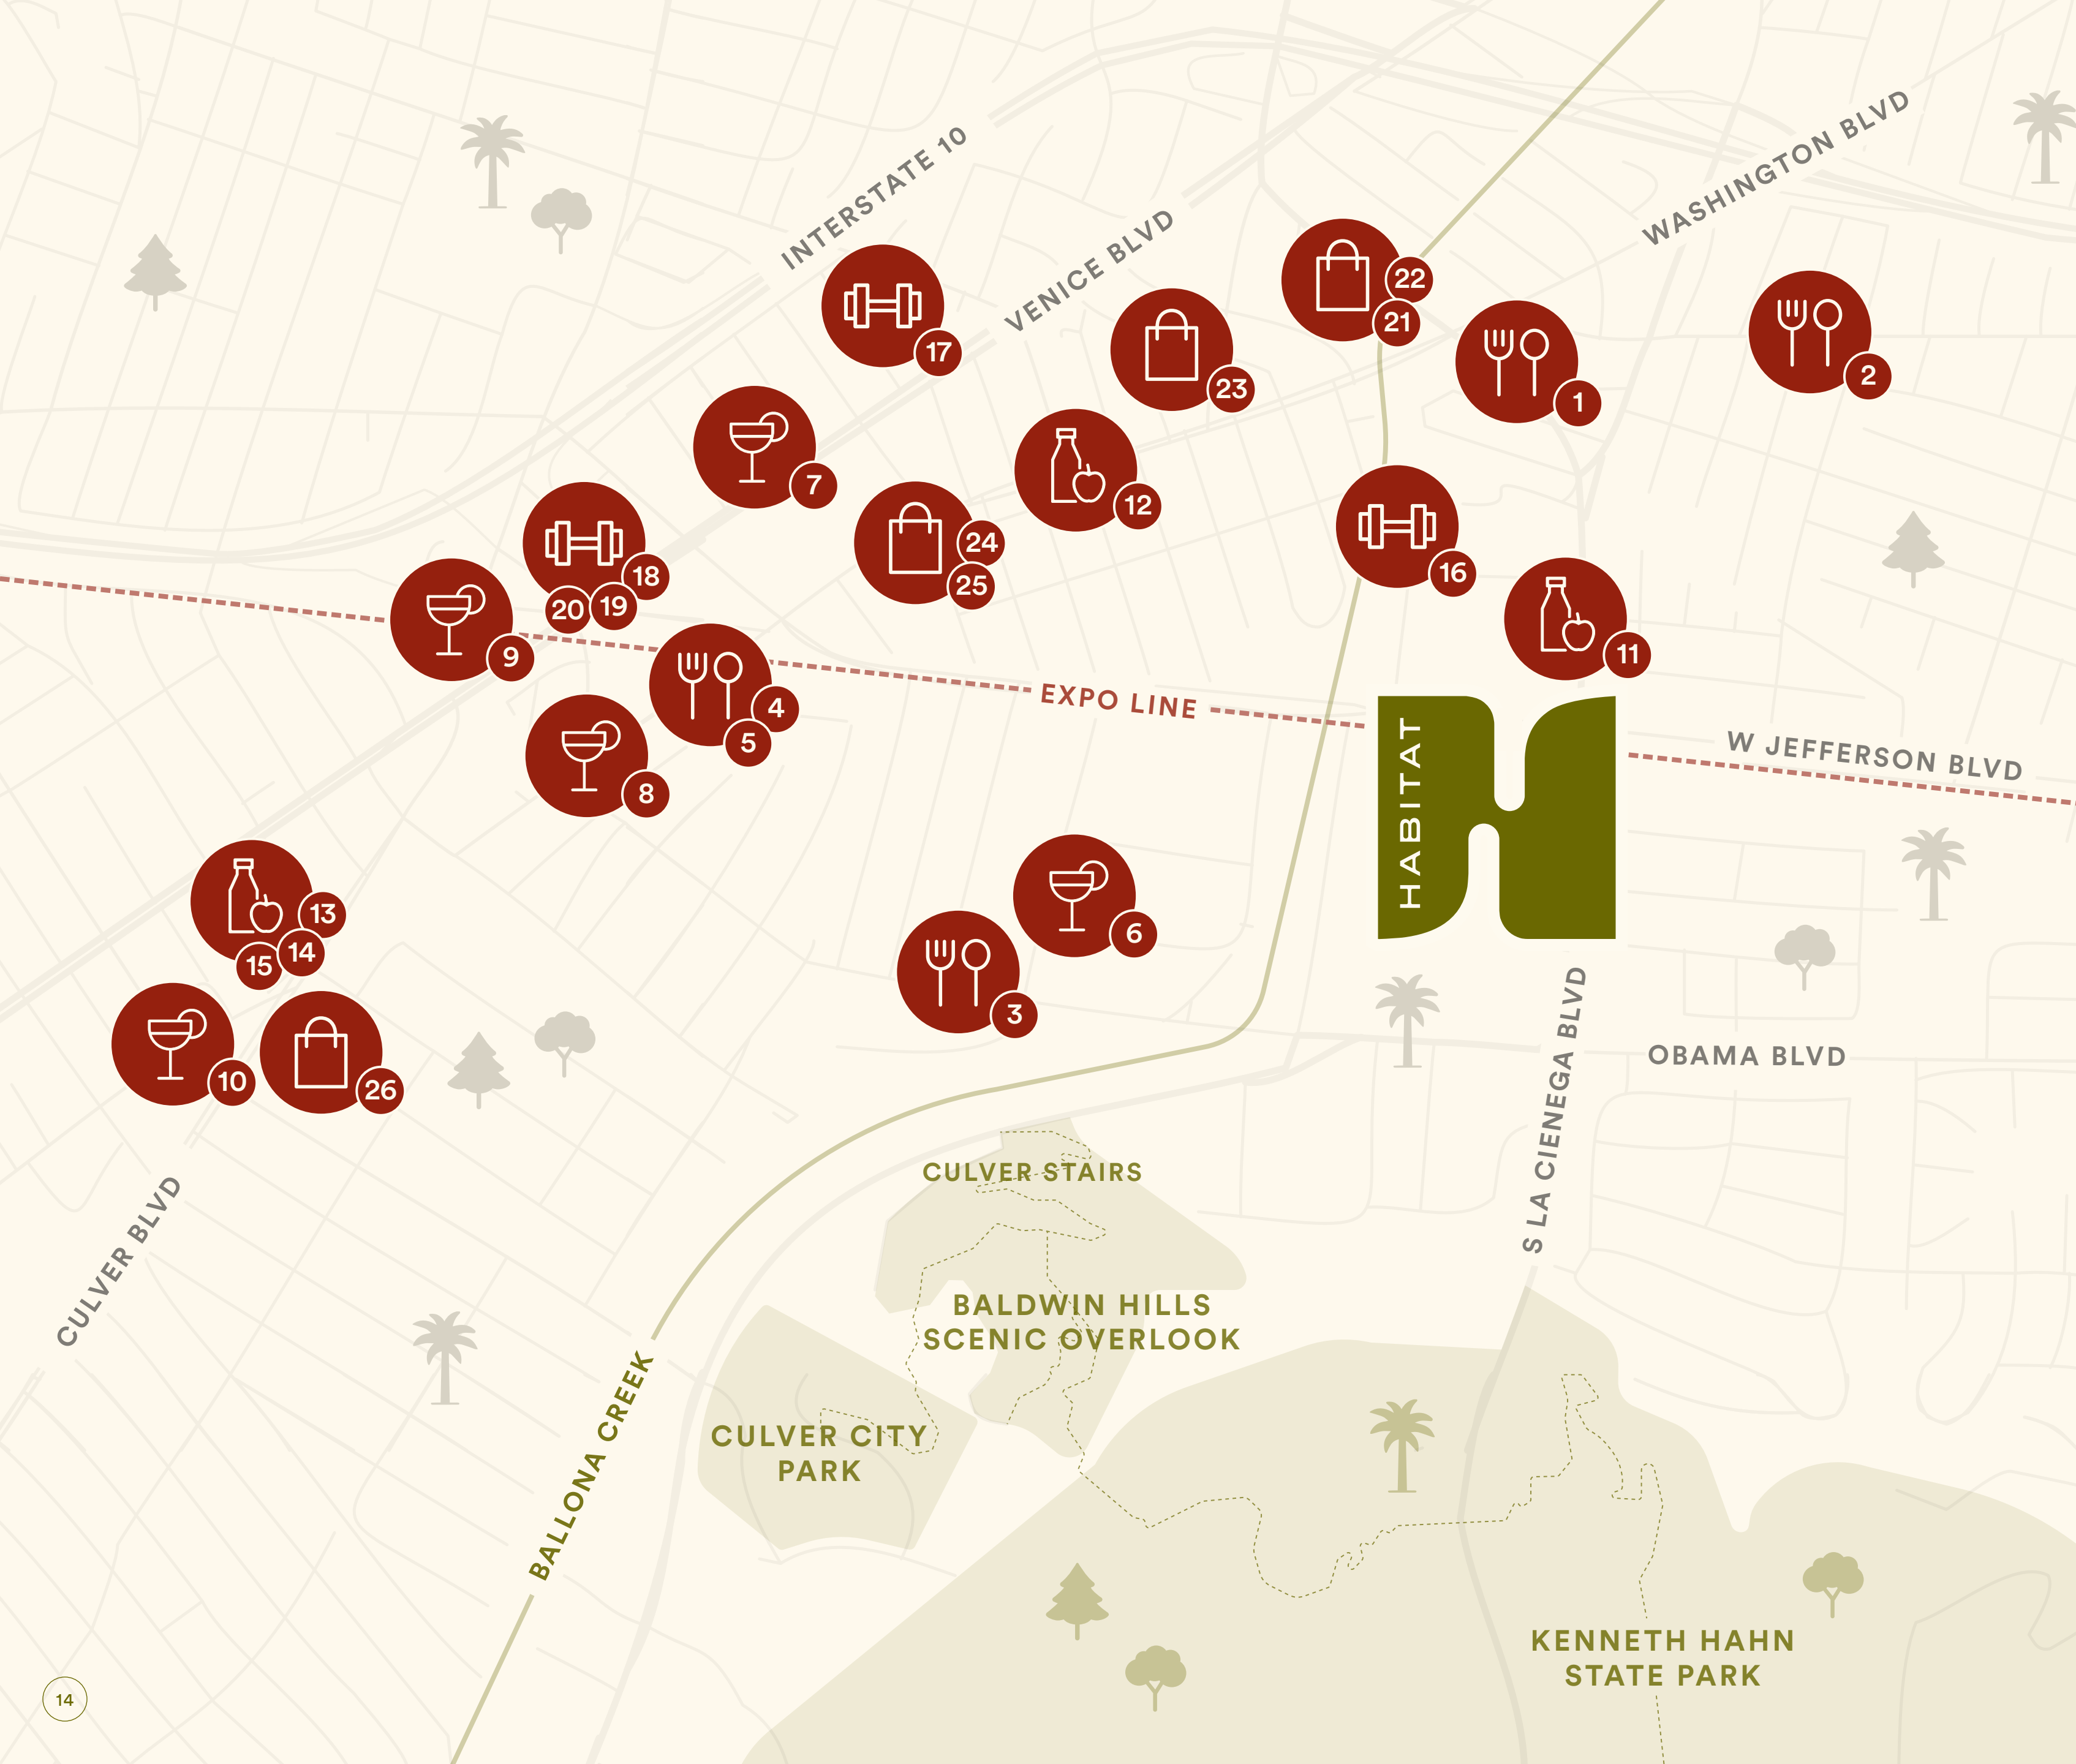 INTERSTATE 10
WASHINGTON BLVD
VENICE BLVD
17
22
21
23
1
2
7
12
24
25
16
18
19
20
9
11
4
5
8
EXPO LINE
HABITAT
W JEFFERSON BLVD
13
14
15
6
3
10
26
S LA CIENEGA BLVD
OBAMA BLVD
CULVER BLVD
CULVER STAIRS
BALDWIN HILLS
SCENIC OVERLOOK
BALLONA CREEK
CULVER CITY
PARK
KENNETH HAHN
STATE PARK
14